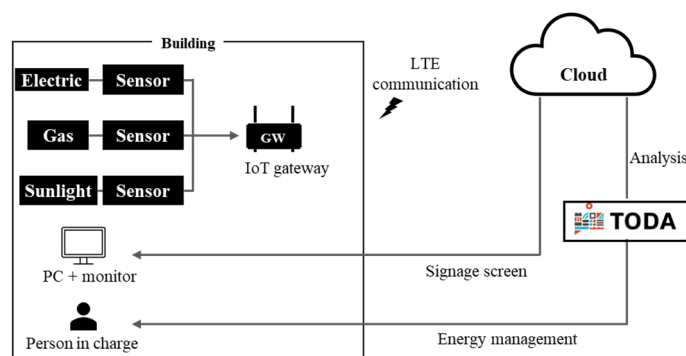 Building
Electric
Sensor
Gas
Sensor
Sunlight
Sensor
GW
IoT gateway
LTE
communication
Cloud
Analysis
TODA
PC + monitor
Signage screen
Person in charge
Energy management